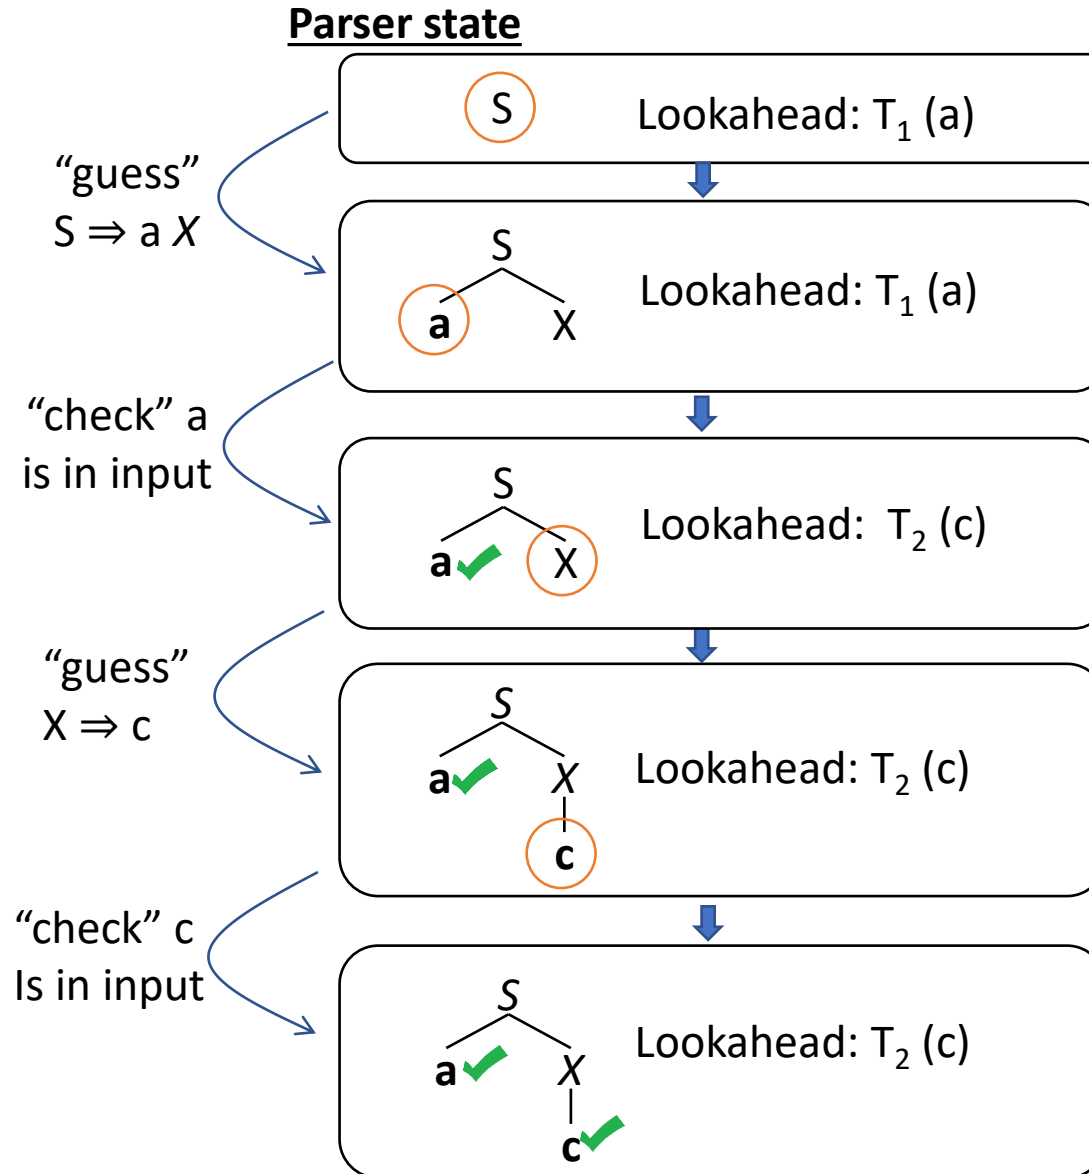 Parser state
S Lookahead: T₁ (a)
“guess”
S ⇒ a X
S
a X Lookahead: T₁ (a)
“check” a
is in input
S
a X Lookahead: T₂ (c)
“guess”
X ⇒ c
S
a X Lookahead: T₂ (c)
c
“check” c
Is in input
S
a X Lookahead: T₂ (c)
c